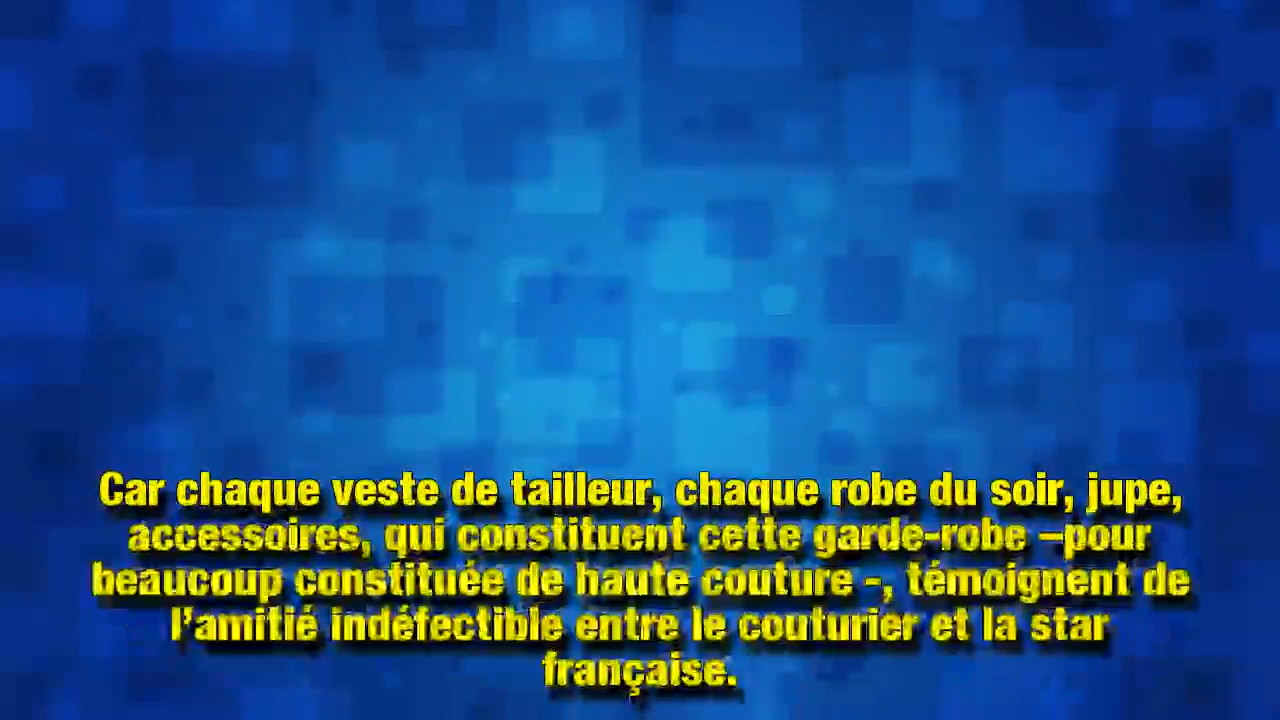 Car chaque veste de tailleur, chaque robe du soir, jupe,
accessoires, qui constituent cette garde-robe –pour
beaucoup constituée de haute couture -, témoignent de
l’amitié indéfectible entre le couturier et la star
française.